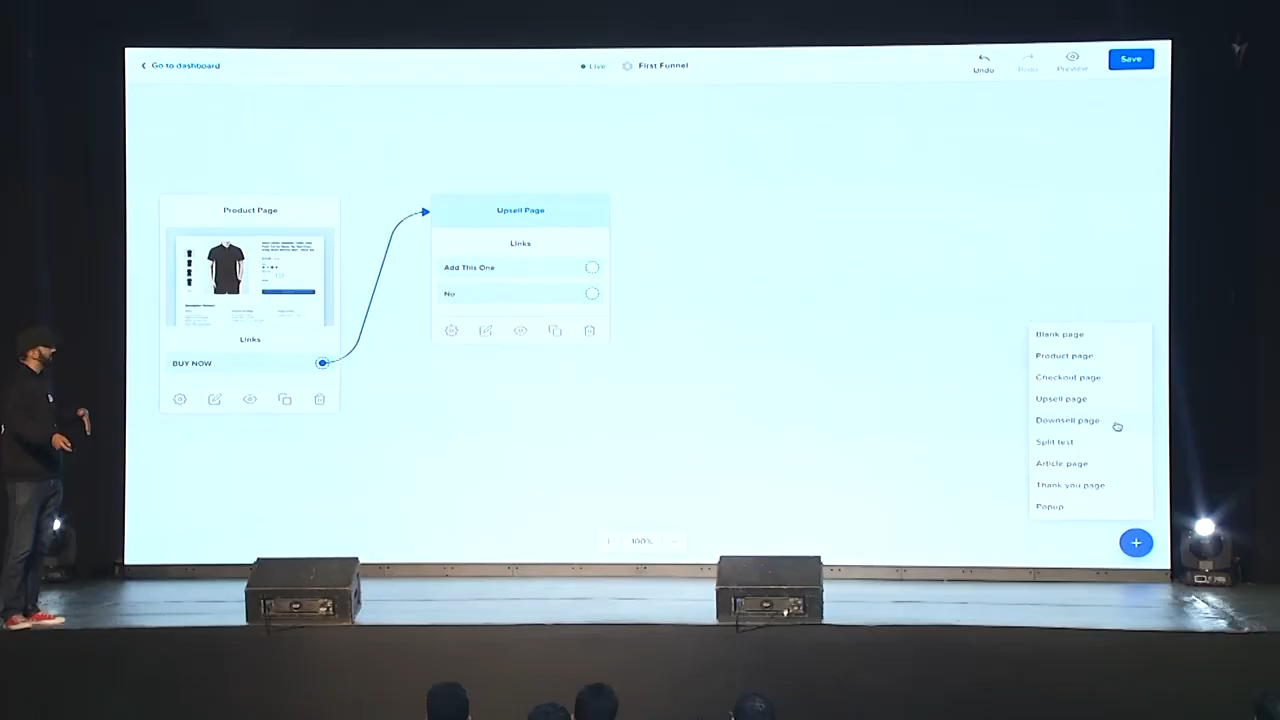 Go to dashboard
Live
First Funnel
Undo
Redo
Preview
Save
Product Page
Links
BUY NOW
Upsell Page
Links
Add This One
No
Blank page
Product page
Checkout page
Upsell page
Downsell page
Split test
Article page
Thank you page
Popup
100%